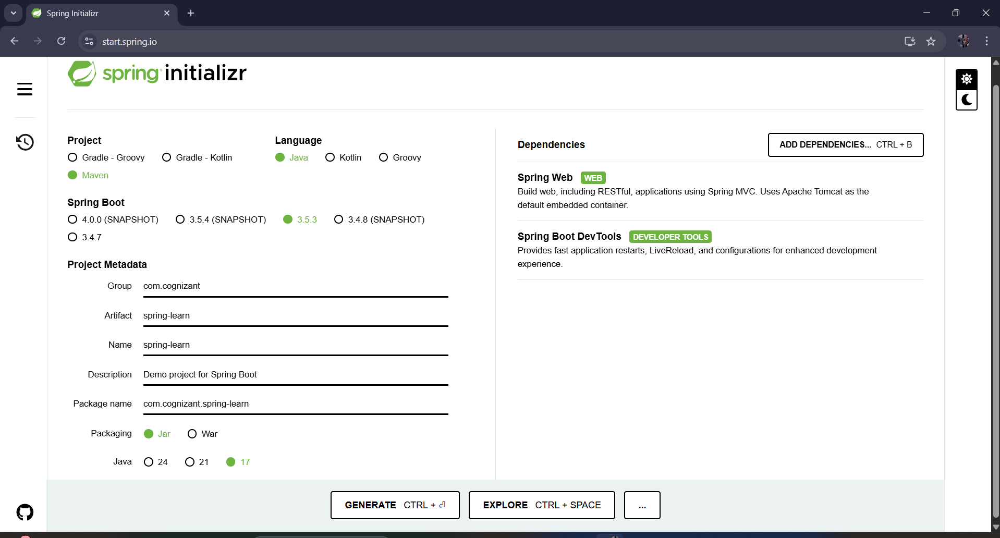 Spring Initializr
start.spring.io
spring initializr
Project
Gradle - Groovy
Gradle - Kotlin
Maven
Language
Java
Kotlin
Groovy
Spring Boot
4.0.0 (SNAPSHOT)
3.5.4 (SNAPSHOT)
3.5.3
3.4.8 (SNAPSHOT)
3.4.7
Project Metadata
Group com.cognizant
Artifact spring-learn
Name spring-learn
Description Demo project for Spring Boot
Package name com.cognizant.spring-learn
Packaging Jar War
Java 24 21 17
Dependencies
ADD DEPENDENCIES... CTRL + B
Spring Web WEB
Build web, including RESTful, applications using Spring MVC. Uses Apache Tomcat as the
default embedded container.
Spring Boot DevTools DEVELOPER TOOLS
Provides fast application restarts, LiveReload, and configurations for enhanced development
experience.
GENERATE CTRL + ⏎
EXPLORE CTRL + SPACE
...